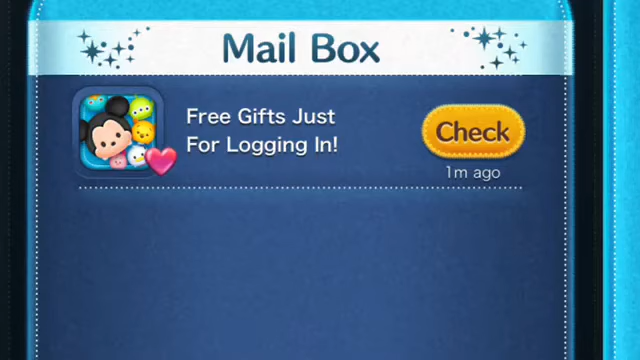 Mail Box
Free Gifts Just
For Logging In!
Check
1m ago